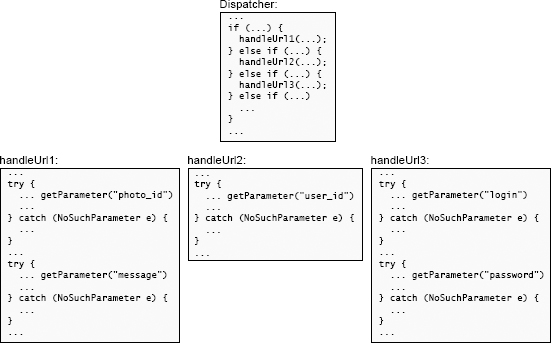 Dispatcher:
...
if (...) {
handleUrl1(...);
} else if (...) {
handleUrl2(...);
} else if (...) {
handleUrl3(...);
} else if (...)
...
}
...
handleUrl1:
...
try {
... getParameter("photo_id")
...
} catch (NoSuchParameter e) {
...
}
...
try {
... getParameter("message")
...
} catch (NoSuchParameter e) {
...
}
...
handleUrl2:
...
try {
... getParameter("user_id")
...
} catch (NoSuchParameter e) {
...
}
...
handleUrl3:
...
try {
... getParameter("login")
...
} catch (NoSuchParameter e) {
...
}
...
try {
... getParameter("password")
...
} catch (NoSuchParameter e) {
...
}
...